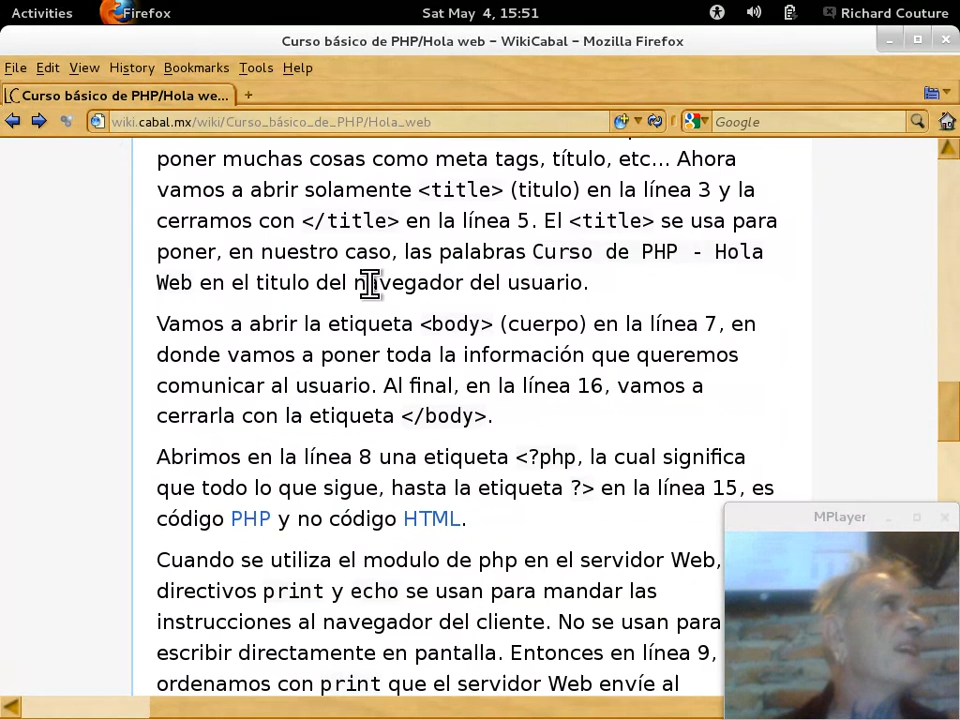 Activities Firefox Sat May 4, 15:51 Richard Couture
Curso básico de PHP/Hola web - WikiCabal - Mozilla Firefox
File Edit View History Bookmarks Tools Help
Curso básico de PHP/Hola we... +
wiki.cabal.mx/wiki/Curso_básico_de_PHP/Hola_web Google
poner muchas cosas como meta tags, título, etc... Ahora
vamos a abrir solamente <title> (titulo) en la línea 3 y la
cerramos con </title> en la línea 5. El <title> se usa para
poner, en nuestro caso, las palabras Curso de PHP - Hola
Web en el titulo del navegador del usuario.
Vamos a abrir la etiqueta <body> (cuerpo) en la línea 7, en
donde vamos a poner toda la información que queremos
comunicar al usuario. Al final, en la línea 16, vamos a
cerrarla con la etiqueta </body>.
Abrimos en la línea 8 una etiqueta <?php, la cual significa
que todo lo que sigue, hasta la etiqueta ?> en la línea 15, es
código PHP y no código HTML.
MPlayer
Cuando se utiliza el modulo de php en el servidor Web,
directivos print y echo se usan para mandar las
instrucciones al navegador del cliente. No se usan para
escribir directamente en pantalla. Entonces en línea 9,
ordenamos con print que el servidor Web envíe al